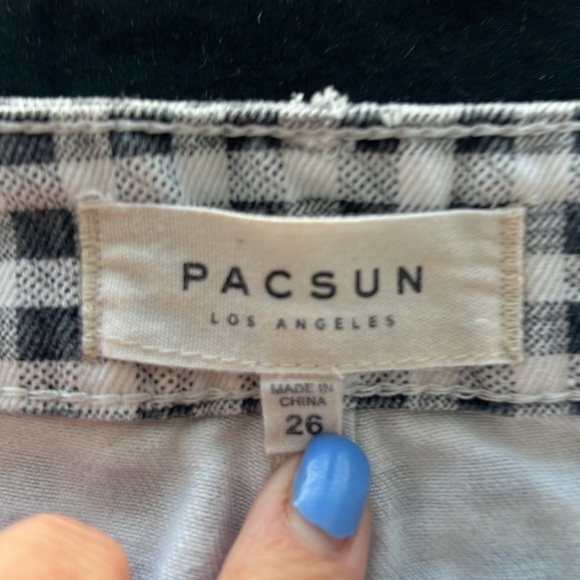 PACSUN
LOS ANGELES
MADE IN
CHINA
26